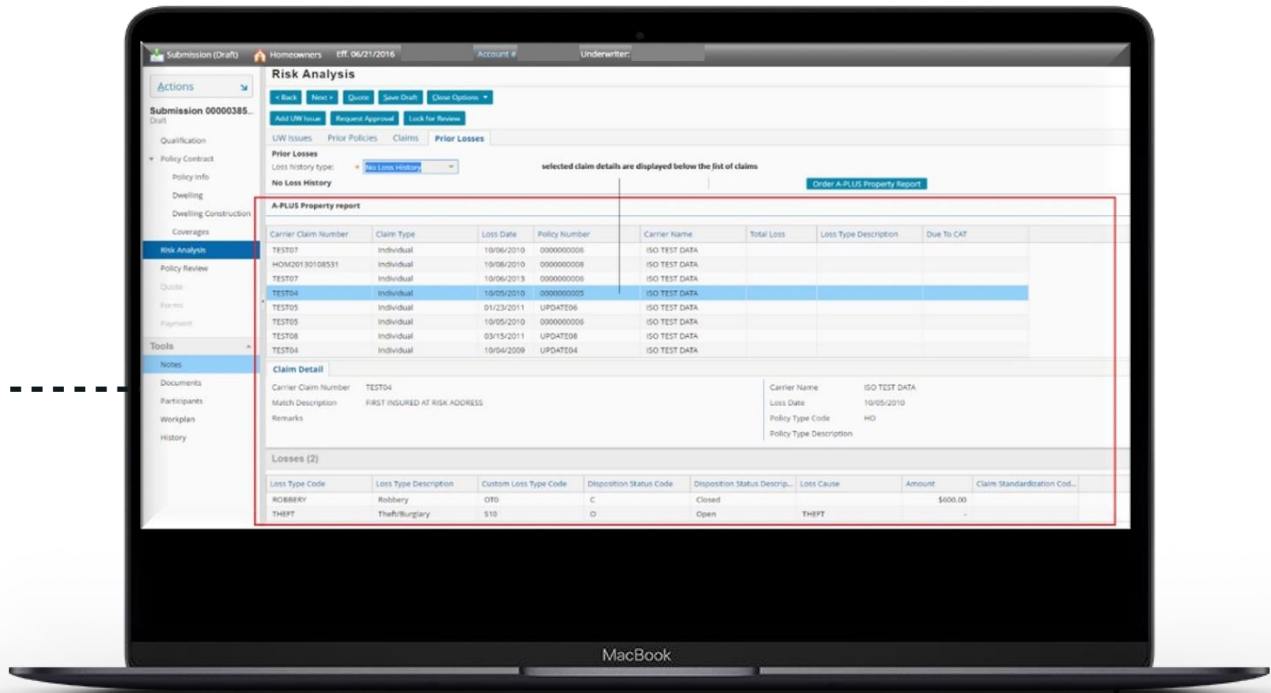 Submission (Draft) Homeowners Eff. 06/21/2016 Account # Underwriter:
Actions
Submission 00000385...
Draft
Qualification
Policy Contract
Policy Info
Dwelling
Dwelling Construction
Coverages
Risk Analysis
Policy Review
Quote
Forms
Payment
Tools
Notes
Documents
Participants
Workplan
History
Risk Analysis
< Back Next > Quote Save Draft Close Options
Add UW Issue Request Approval Lock for Review
UW Issues Prior Policies Claims Prior Losses
Prior Losses
Loss history type: * No Loss History selected claim details are displayed below the list of claims
No Loss History Order A-PLUS Property Report
A-PLUS Property report
Carrier Claim Number Claim Type Loss Date Policy Number Carrier Name Total Loss Loss Type Description Due To CAT
TEST07 Individual 10/06/2010 0000000006 ISO TEST DATA
HOM20130108531 Individual 10/08/2010 0000000008 ISO TEST DATA
TEST07 Individual 10/06/2013 0000000006 ISO TEST DATA
TEST04 Individual 10/05/2010 0000000005 ISO TEST DATA
TEST05 Individual 01/23/2011 UPDATE06 ISO TEST DATA
TEST05 Individual 10/05/2010 0000000006 ISO TEST DATA
TEST08 Individual 03/15/2011 UPDATE08 ISO TEST DATA
TEST04 Individual 10/04/2009 UPDATE04 ISO TEST DATA
Claim Detail
Carrier Claim Number TEST04 Carrier Name ISO TEST DATA
Match Description FIRST INSURED AT RISK ADDRESS Loss Date 10/05/2010
Remarks Policy Type Code HO
Policy Type Description
Losses (2)
Loss Type Code Loss Type Description Custom Loss Type Code Disposition Status Code Disposition Status Descrip... Loss Cause Amount Claim Standardization Cod...
ROBBERY Robbery OT0 C Closed $600.00
THEFT Theft/Burglary S10 O Open THEFT -
MacBook